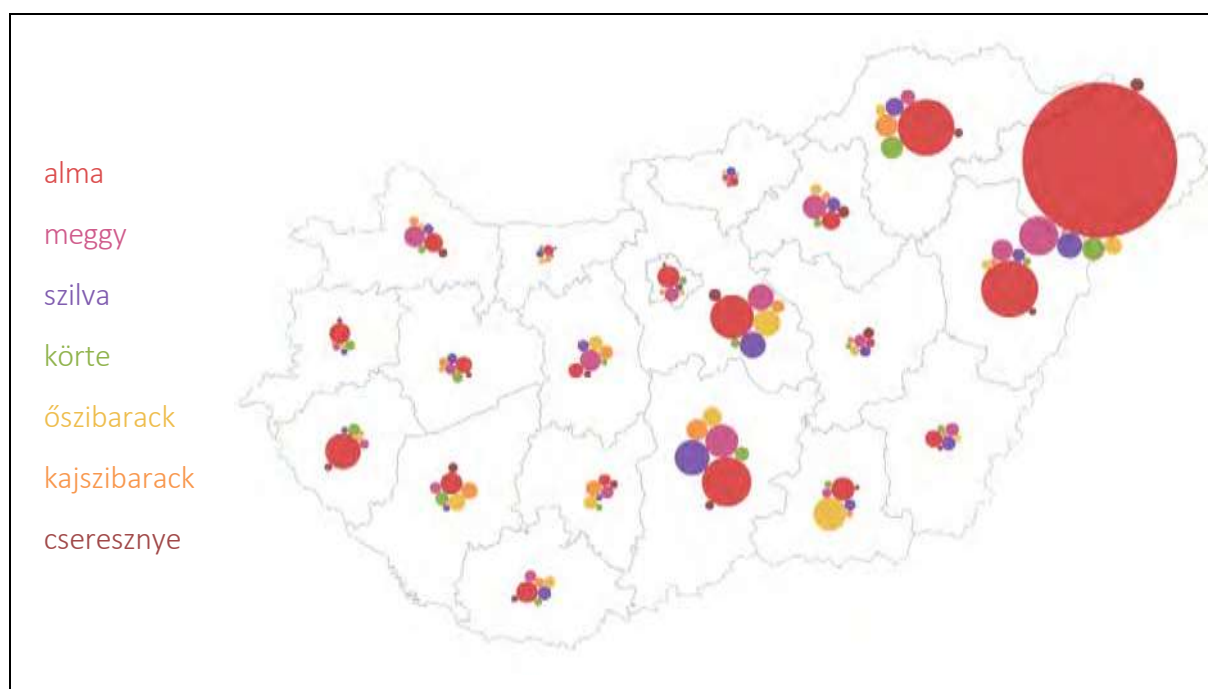 alma
meggy
szilva
körte
őszibarack
kajszibarack
cseresznye